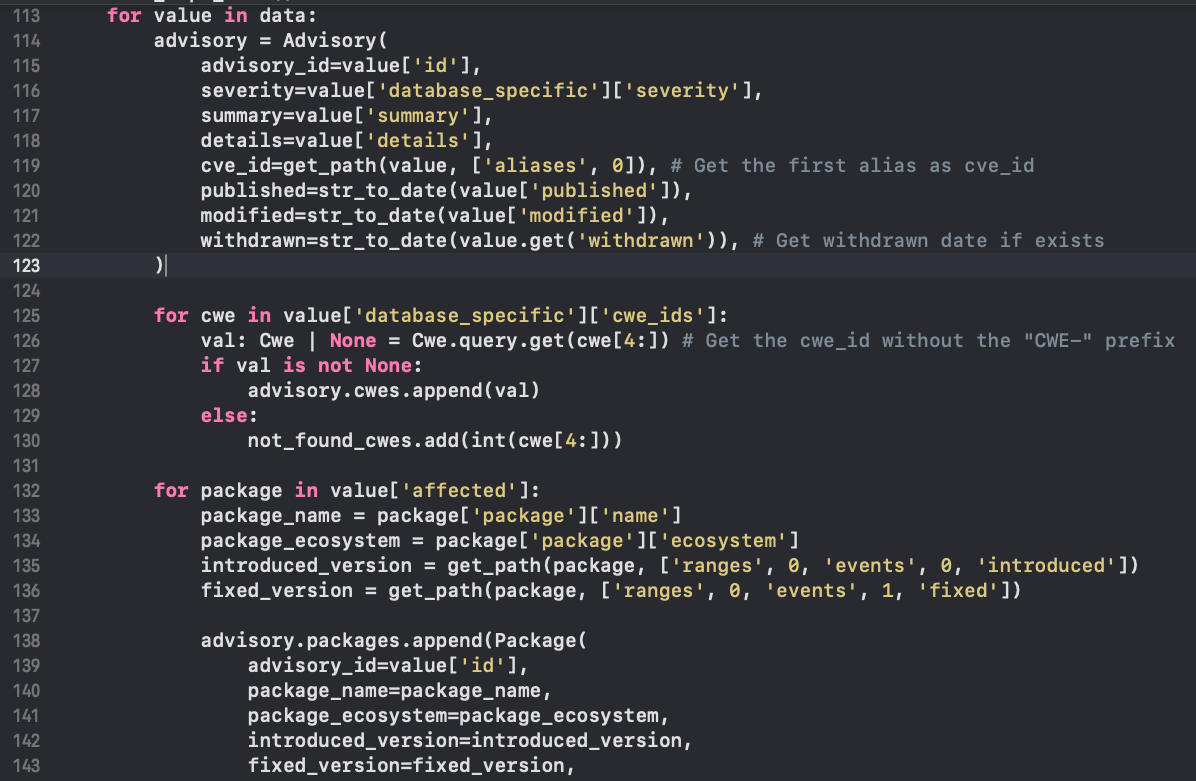 113 for value in data:
114 advisory = Advisory(
115 advisory_id=value['id'],
116 severity=value['database_specific']['severity'],
117 summary=value['summary'],
118 details=value['details'],
119 cve_id=get_path(value, ['aliases', 0]), # Get the first alias as cve_id
120 published=str_to_date(value['published']),
121 modified=str_to_date(value['modified']),
122 withdrawn=str_to_date(value.get('withdrawn')), # Get withdrawn date if exists
123 )
124
125 for cwe in value['database_specific']['cwe_ids']:
126 val: Cwe | None = Cwe.query.get(cwe[4:]) # Get the cwe_id without the "CWE-" prefix
127 if val is not None:
128 advisory.cwes.append(val)
129 else:
130 not_found_cwes.add(int(cwe[4:]))
131
132 for package in value['affected']:
133 package_name = package['package']['name']
134 package_ecosystem = package['package']['ecosystem']
135 introduced_version = get_path(package, ['ranges', 0, 'events', 0, 'introduced'])
136 fixed_version = get_path(package, ['ranges', 0, 'events', 1, 'fixed'])
137
138 advisory.packages.append(Package(
139 advisory_id=value['id'],
140 package_name=package_name,
141 package_ecosystem=package_ecosystem,
142 introduced_version=introduced_version,
143 fixed_version=fixed_version,